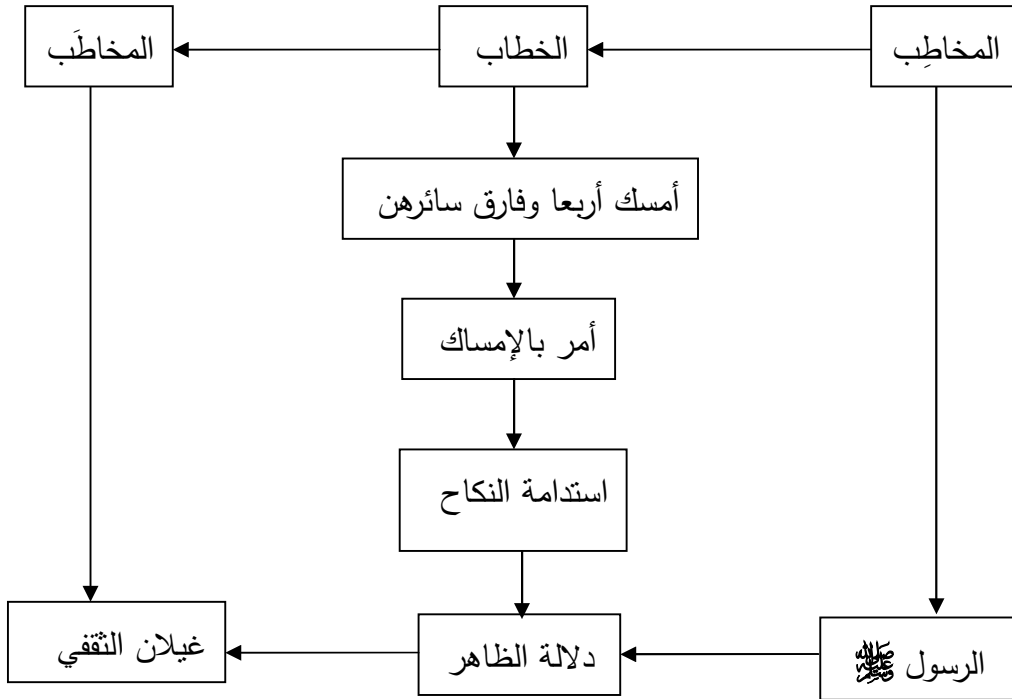 المخاطِب
الخطاب
المخاطَب
أمسك أربعا وفارق سائرهن
أمر بالإمساك
استدامة النكاح
الرسول ﷺ
دلالة الظاهر
غيلان الثقفي